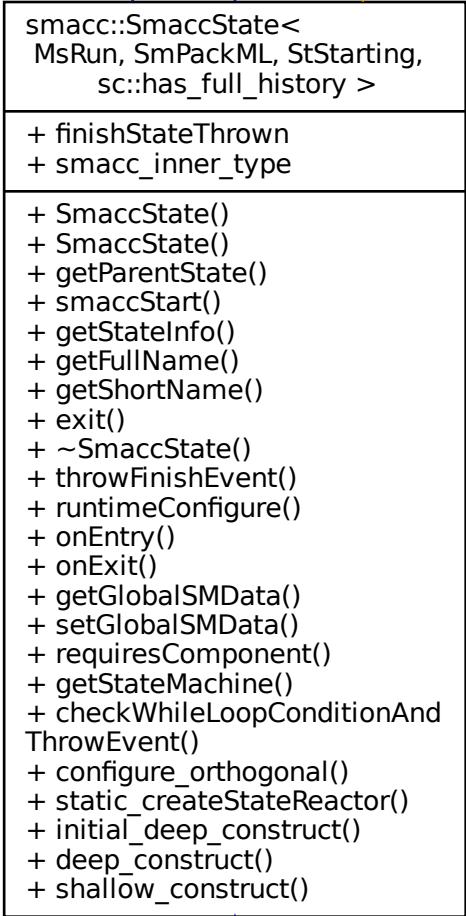 smacc::SmaccState<
MsRun, SmPackML, StStarting,
sc::has_full_history >
+ finishStateThrown
+ smacc_inner_type
+ SmaccState()
+ SmaccState()
+ getParentState()
+ smaccStart()
+ getStateInfo()
+ getFullName()
+ getShortName()
+ exit()
+ ~SmaccState()
+ throwFinishEvent()
+ runtimeConfigure()
+ onEntry()
+ onExit()
+ getGlobalSMData()
+ setGlobalSMData()
+ requiresComponent()
+ getStateMachine()
+ checkWhileLoopConditionAnd
ThrowEvent()
+ configure_orthogonal()
+ static_createStateReactor()
+ initial_deep_construct()
+ deep_construct()
+ shallow_construct()